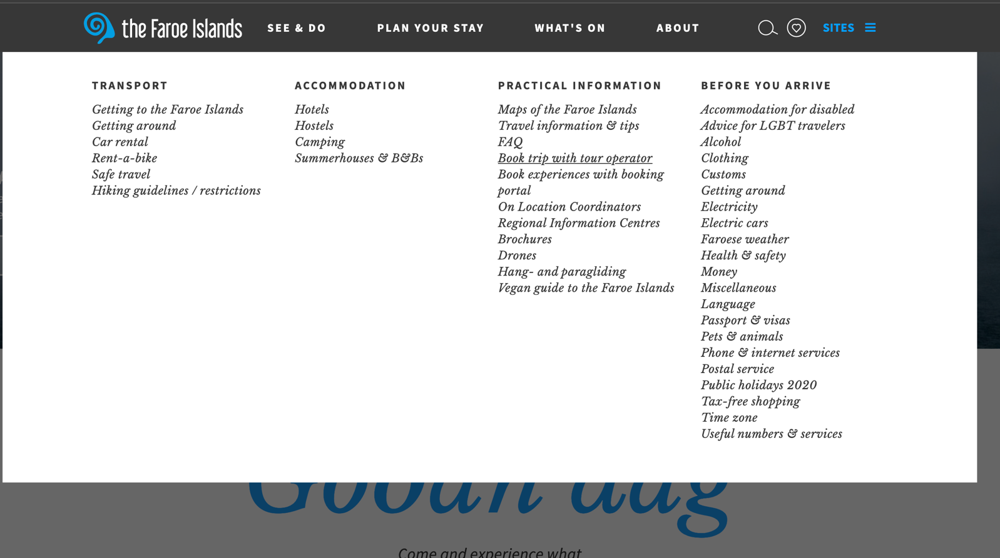 the Faroe Islands
SEE & DO
PLAN YOUR STAY
WHAT'S ON
ABOUT
SITES
TRANSPORT
Getting to the Faroe Islands
Getting around
Car rental
Rent-a-bike
Safe travel
Hiking guidelines / restrictions
ACCOMMODATION
Hotels
Hostels
Camping
Summerhouses & B&Bs
PRACTICAL INFORMATION
Maps of the Faroe Islands
Travel information & tips
FAQ
Book trip with tour operator
Book experiences with booking
portal
On Location Coordinators
Regional Information Centres
Brochures
Drones
Hang- and paragliding
Vegan guide to the Faroe Islands
BEFORE YOU ARRIVE
Accommodation for disabled
Advice for LGBT travelers
Alcohol
Clothing
Customs
Getting around
Electricity
Electric cars
Faroese weather
Health & safety
Money
Miscellaneous
Language
Passport & visas
Pets & animals
Phone & internet services
Postal service
Public holidays 2020
Tax-free shopping
Time zone
Useful numbers & services
Come and experience what